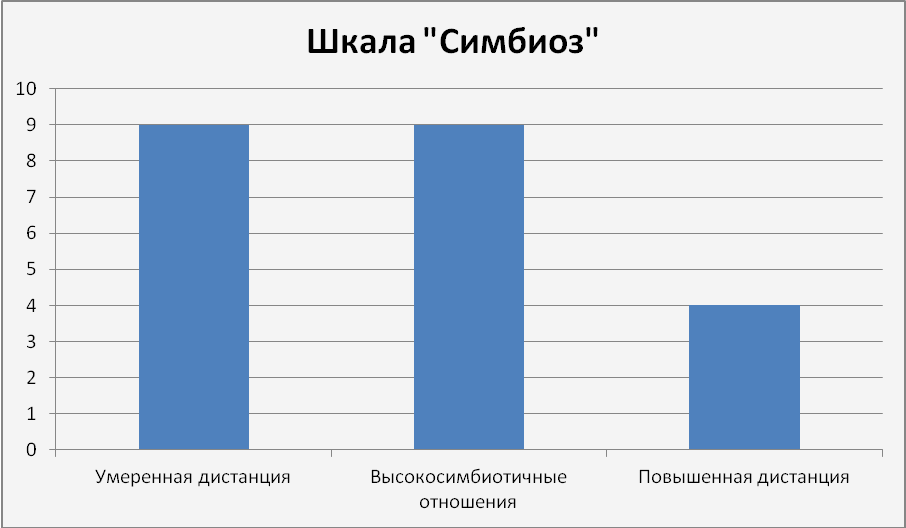 Шкала "Симбиоз"
10
9
8
7
6
5
4
3
2
1
0
Умеренная дистанция
Высокосимбиотичные
отношения
Повышенная дистанция